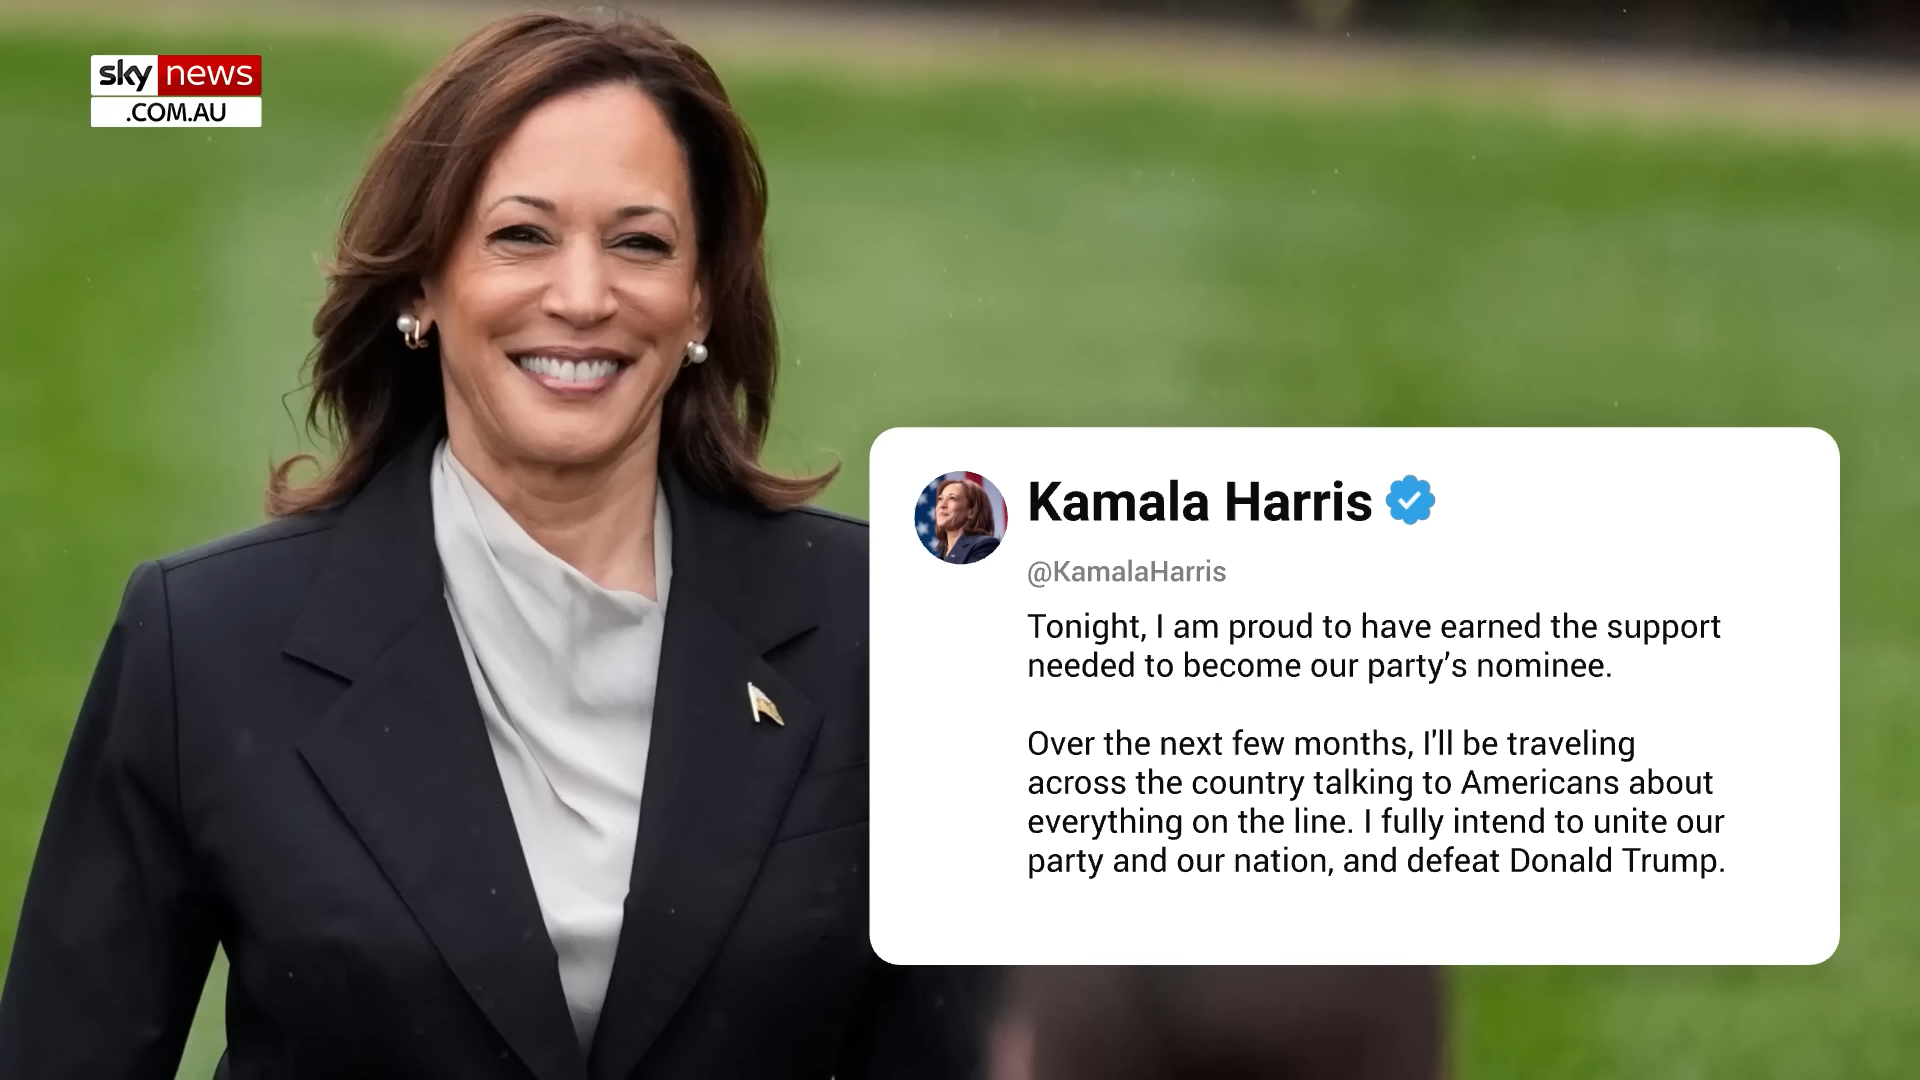 sky news
.COM.AU
Kamala Harris
@KamalaHarris
Tonight, I am proud to have earned the support
needed to become our party’s nominee.
Over the next few months, I'll be traveling
across the country talking to Americans about
everything on the line. I fully intend to unite our
party and our nation, and defeat Donald Trump.